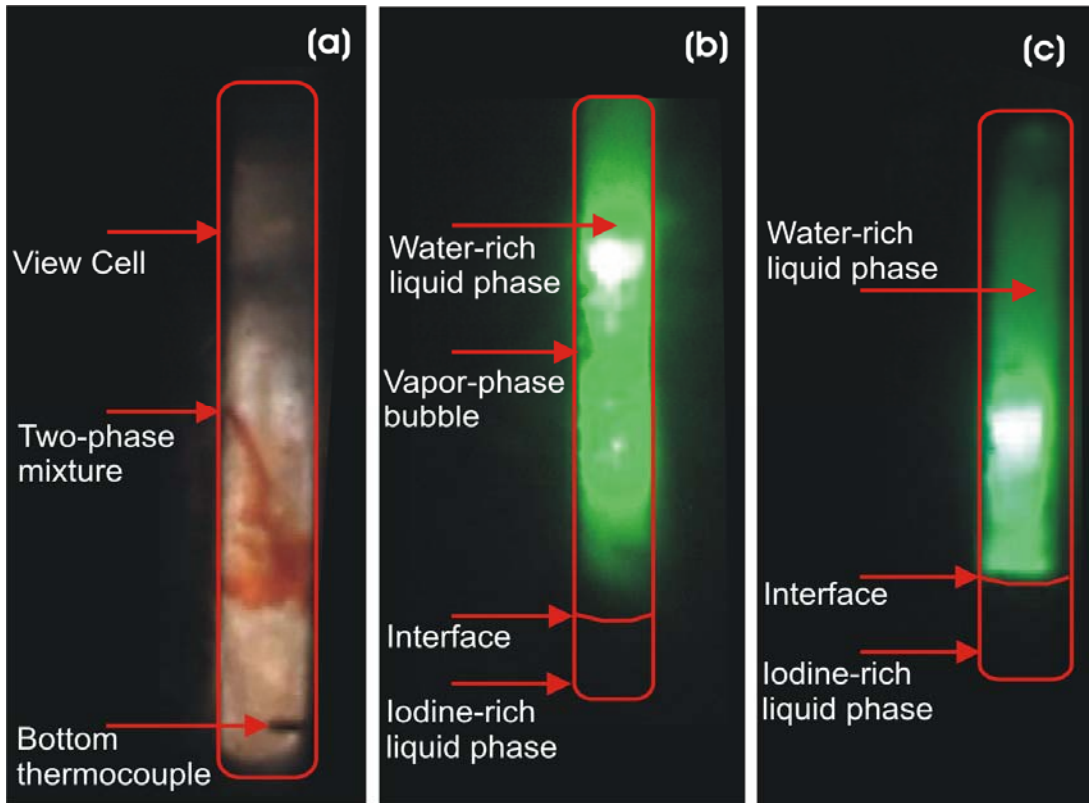 (a)
View Cell
Two-phase
mixture
Bottom
thermocouple
(b)
Water-rich
liquid phase
Vapor-phase
bubble
Interface
Iodine-rich
liquid phase
(c)
Water-rich
liquid phase
Interface
Iodine-rich
liquid phase